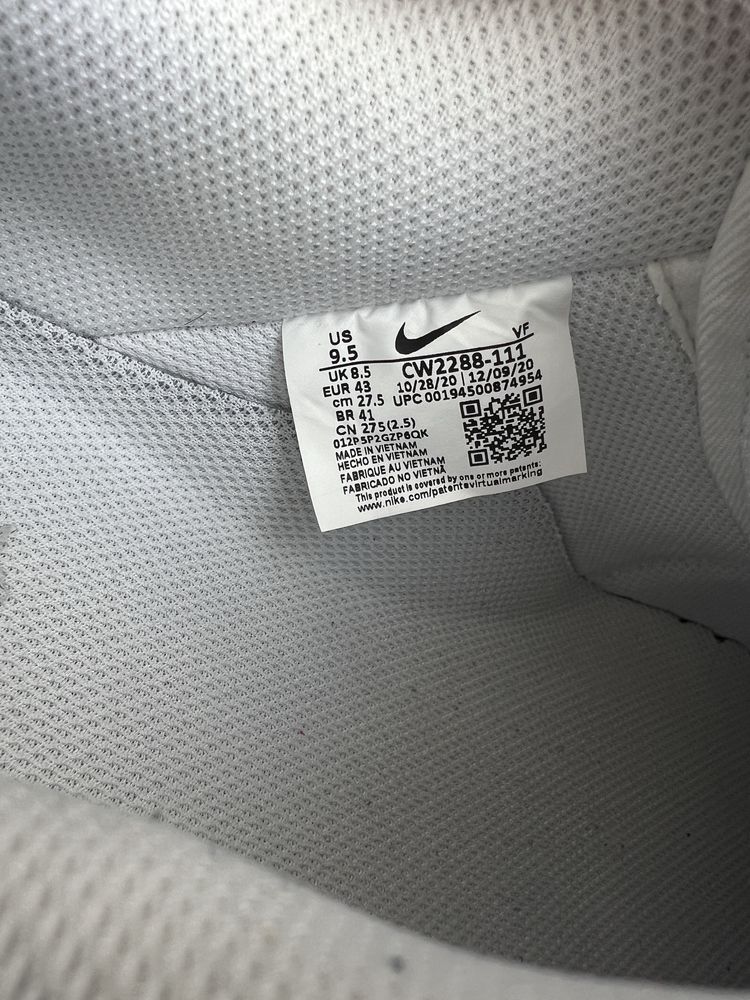 US VF
9.5 CW2288-111
UK 8.5 10/28/20 | 12/09/20
EUR 43 UPC 00194500874954
cm 27.5
BR 41
CN 275(2.5)
012P5P2GZP6QK
MADE IN VIETNAM
HECHO EN VIETNAM
FABRIQUE AU VIETNAM
FABRICADO NO VIETNÃ
This product is covered by one or more patents:
www.nike.com/patentsvirtualmarking